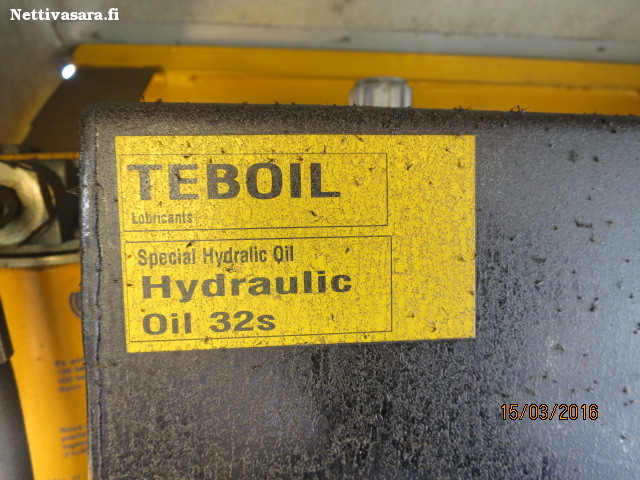 Nettivasara.fi
TEBOIL
Lubricants
Special Hydralic Oil
Hydraulic
Oil 32s
15/03/2016